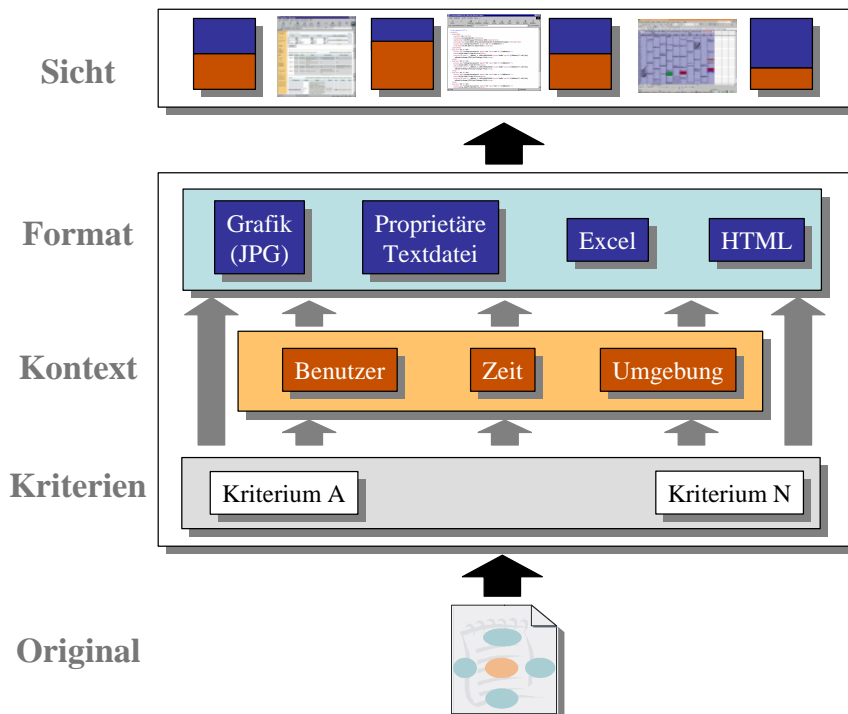 Sicht
Format
Grafik
(JPG)
Proprietäre
Textdatei
Excel
HTML
Kontext
Benutzer
Zeit
Umgebung
Kriterien
Kriterium A
Kriterium N
Original